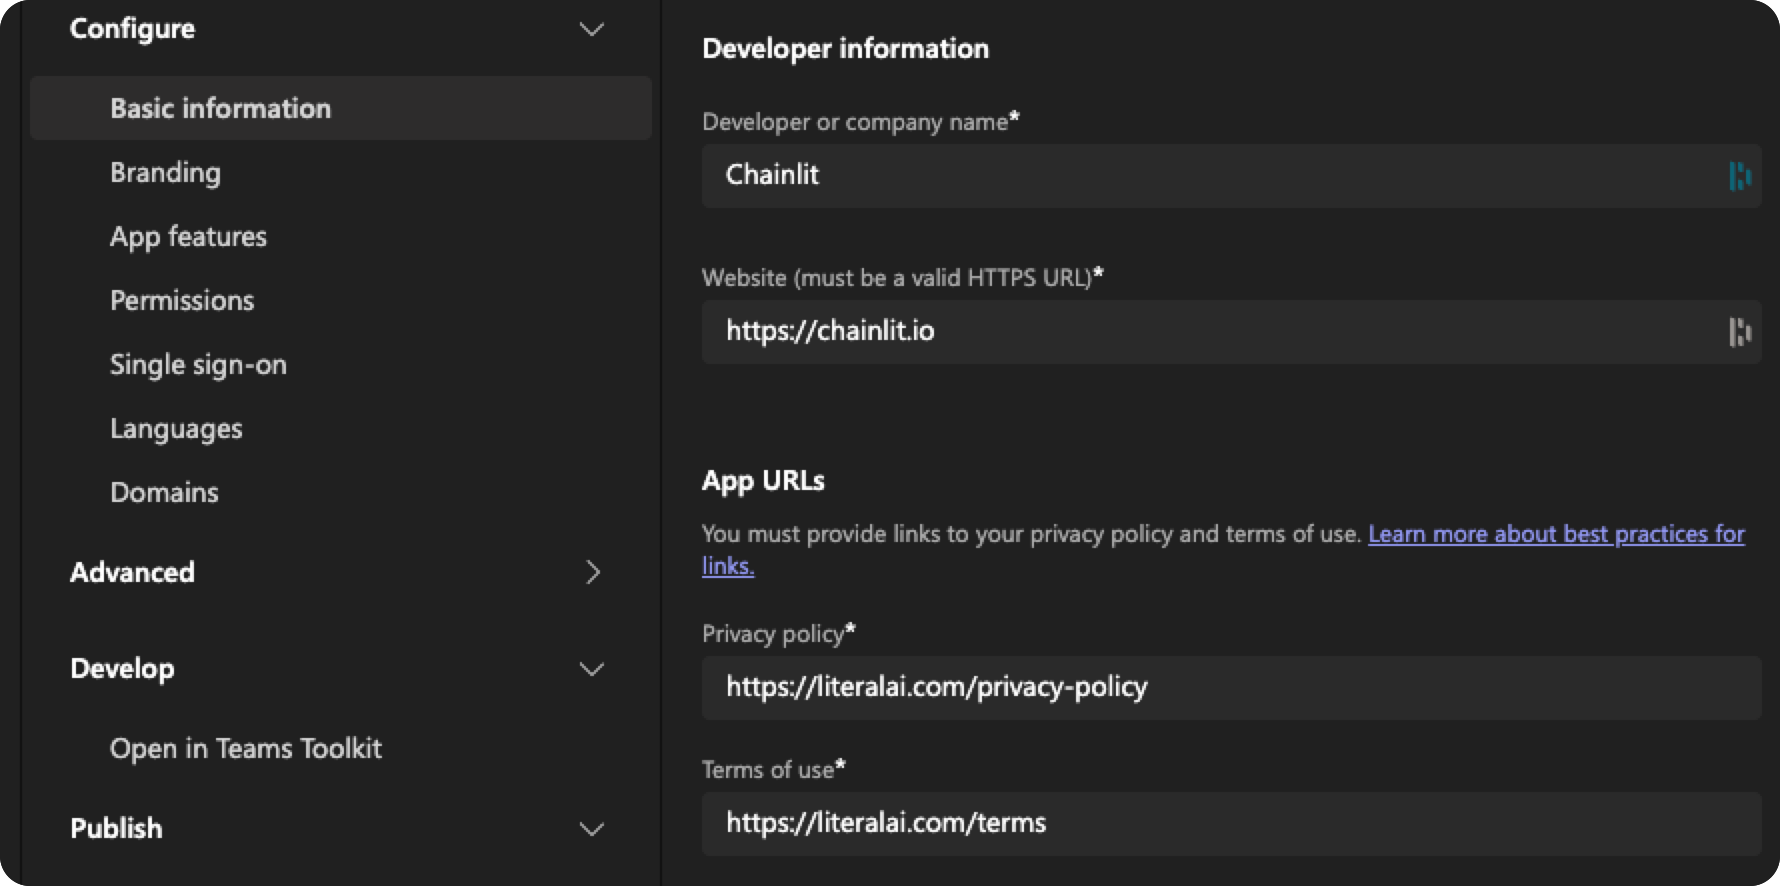 Configure
Basic information
Branding
App features
Permissions
Single sign-on
Languages
Domains
Advanced
Develop
Open in Teams Toolkit
Publish
Developer information
Developer or company name*
Chainlit
Website (must be a valid HTTPS URL)*
https://chainlit.io
App URLs
You must provide links to your privacy policy and terms of use. Learn more about best practices for
links.
Privacy policy*
https://literalai.com/privacy-policy
Terms of use*
https://literalai.com/terms